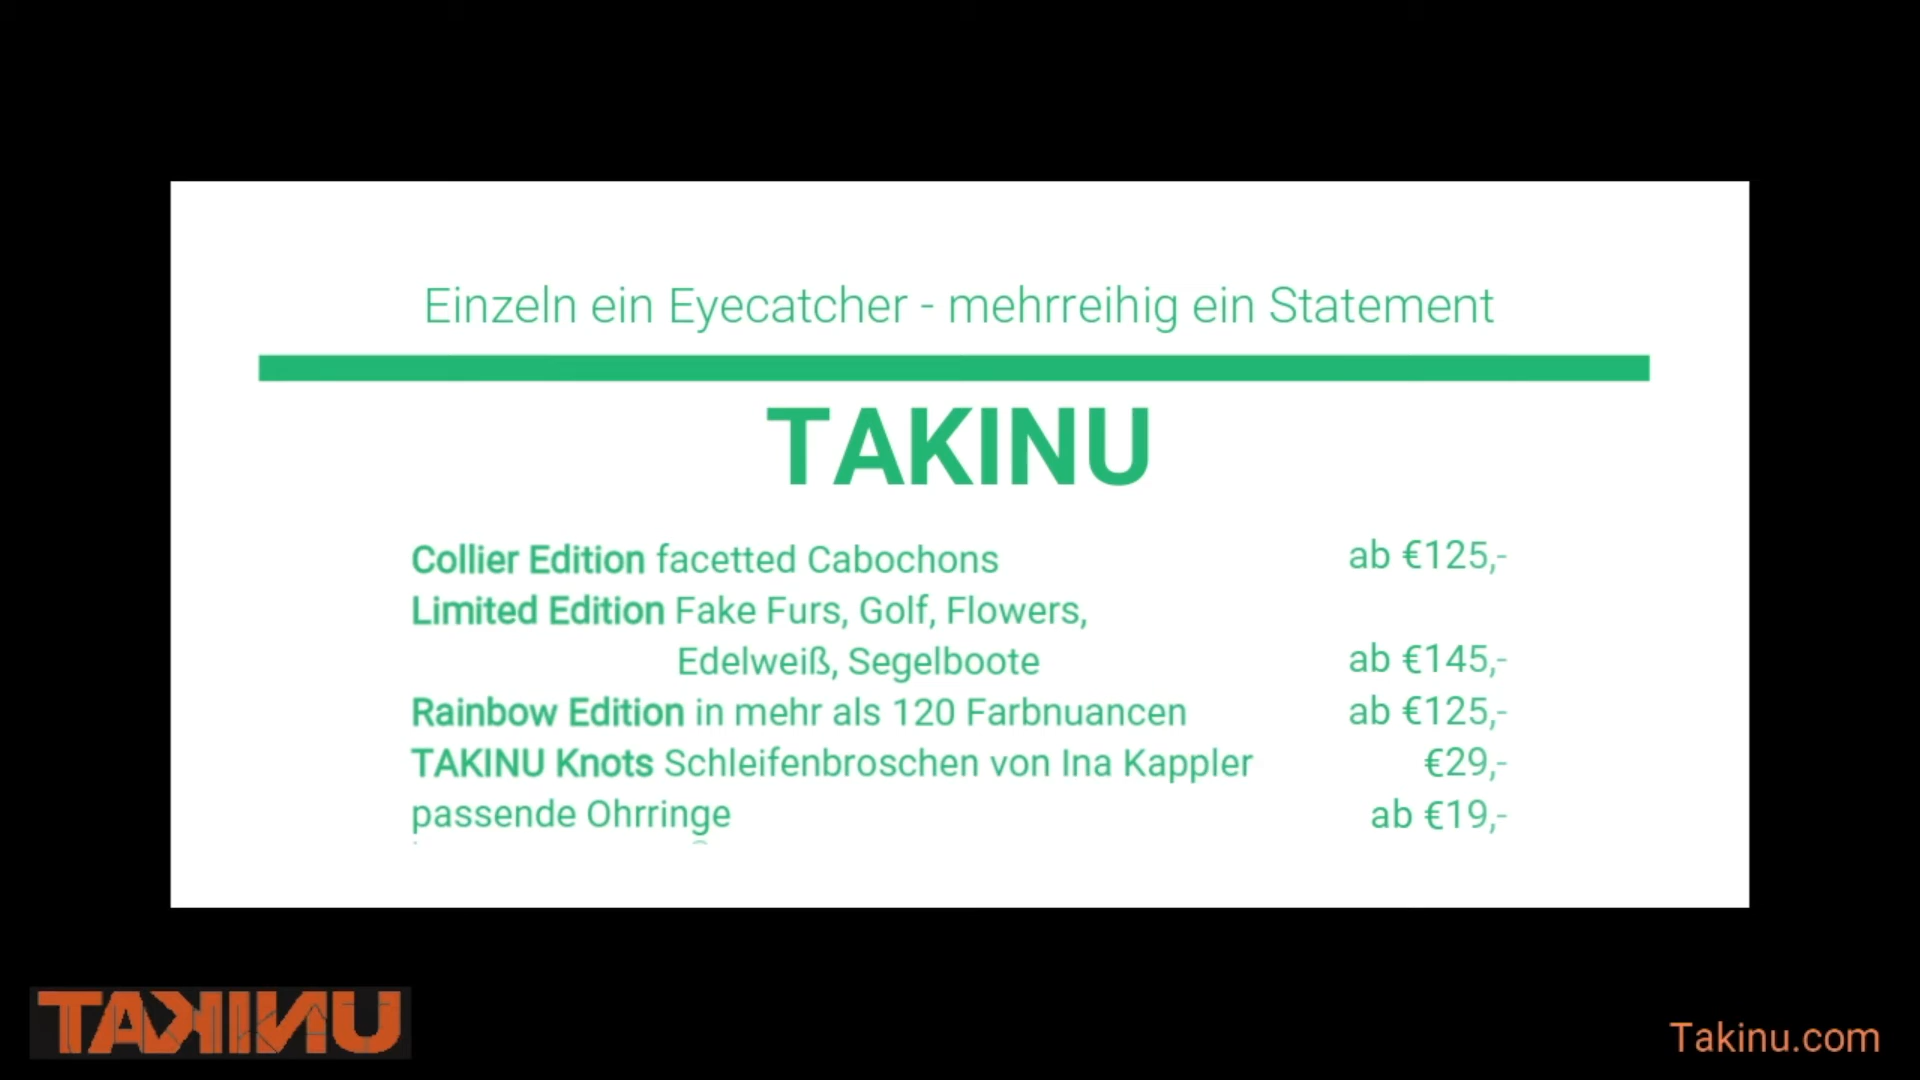 Einzeln ein Eyecatcher - mehrreihig ein Statement
TAKINU
Collier Edition facetted Cabochons ab €125,-
Limited Edition Fake Furs, Golf, Flowers,
Edelweiß, Segelboote ab €145,-
Rainbow Edition in mehr als 120 Farbnuancen ab €125,-
TAKINU Knots Schleifenbroschen von Ina Kappler €29,-
passende Ohrringe ab €19,-
TAKINU
Takinu.com